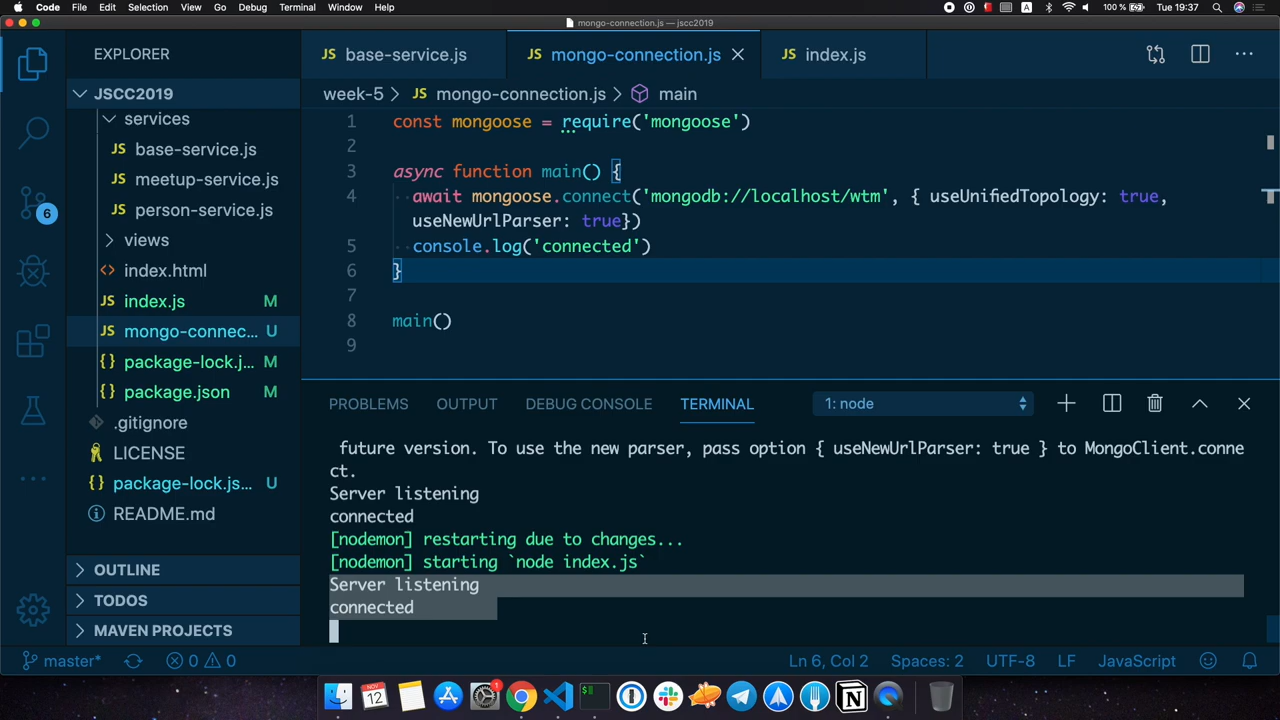 Code File Edit Selection View Go Debug Terminal Window Help 100 % Tue 19:37
mongo-connection.js — jscc2019
EXPLORER
JS base-service.js
JS mongo-connection.js
JS index.js
JSCC2019
week-5 > JS mongo-connection.js > main
services
JS base-service.js
JS meetup-service.js
JS person-service.js
views
<> index.html
JS index.js M
JS mongo-connec... U
{} package-lock.j... M
{} package.json M
.gitignore
LICENSE
{} package-lock.js... U
README.md
OUTLINE
TODOS
MAVEN PROJECTS
6
1 const mongoose = require('mongoose')
2
3 async function main() {
4 await mongoose.connect('mongodb://localhost/wtm', { useUnifiedTopology: true,
useNewUrlParser: true})
5 console.log('connected')
6 }
7
8 main()
9
PROBLEMS OUTPUT DEBUG CONSOLE TERMINAL 1: node
future version. To use the new parser, pass option { useNewUrlParser: true } to MongoClient.conne
ct.
Server listening
connected
[nodemon] restarting due to changes...
[nodemon] starting `node index.js`
Server listening
connected
master* 0 0 Ln 6, Col 2 Spaces: 2 UTF-8 LF JavaScript
NOV
12
1
$